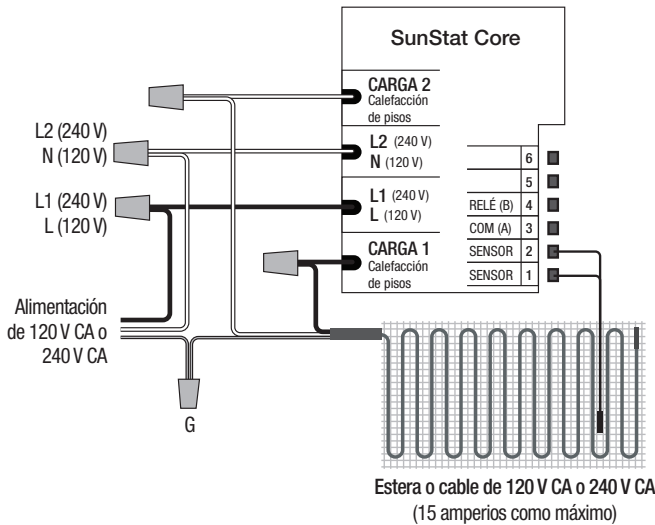 SunStat Core
CARGA 2
Calefacción
de pisos
L2 (240 V)
N (120 V)
L2 (240 V)
N (120 V)
L1 (240 V)
L (120 V)
L1 (240 V)
L (120 V)
CARGA 1
Calefacción
de pisos
6
5
RELÉ (B) 4
COM (A) 3
SENSOR 2
SENSOR 1
Alimentación
de 120 V CA o
240 V CA
G
Estera o cable de 120 V CA o 240 V CA
(15 amperios como máximo)